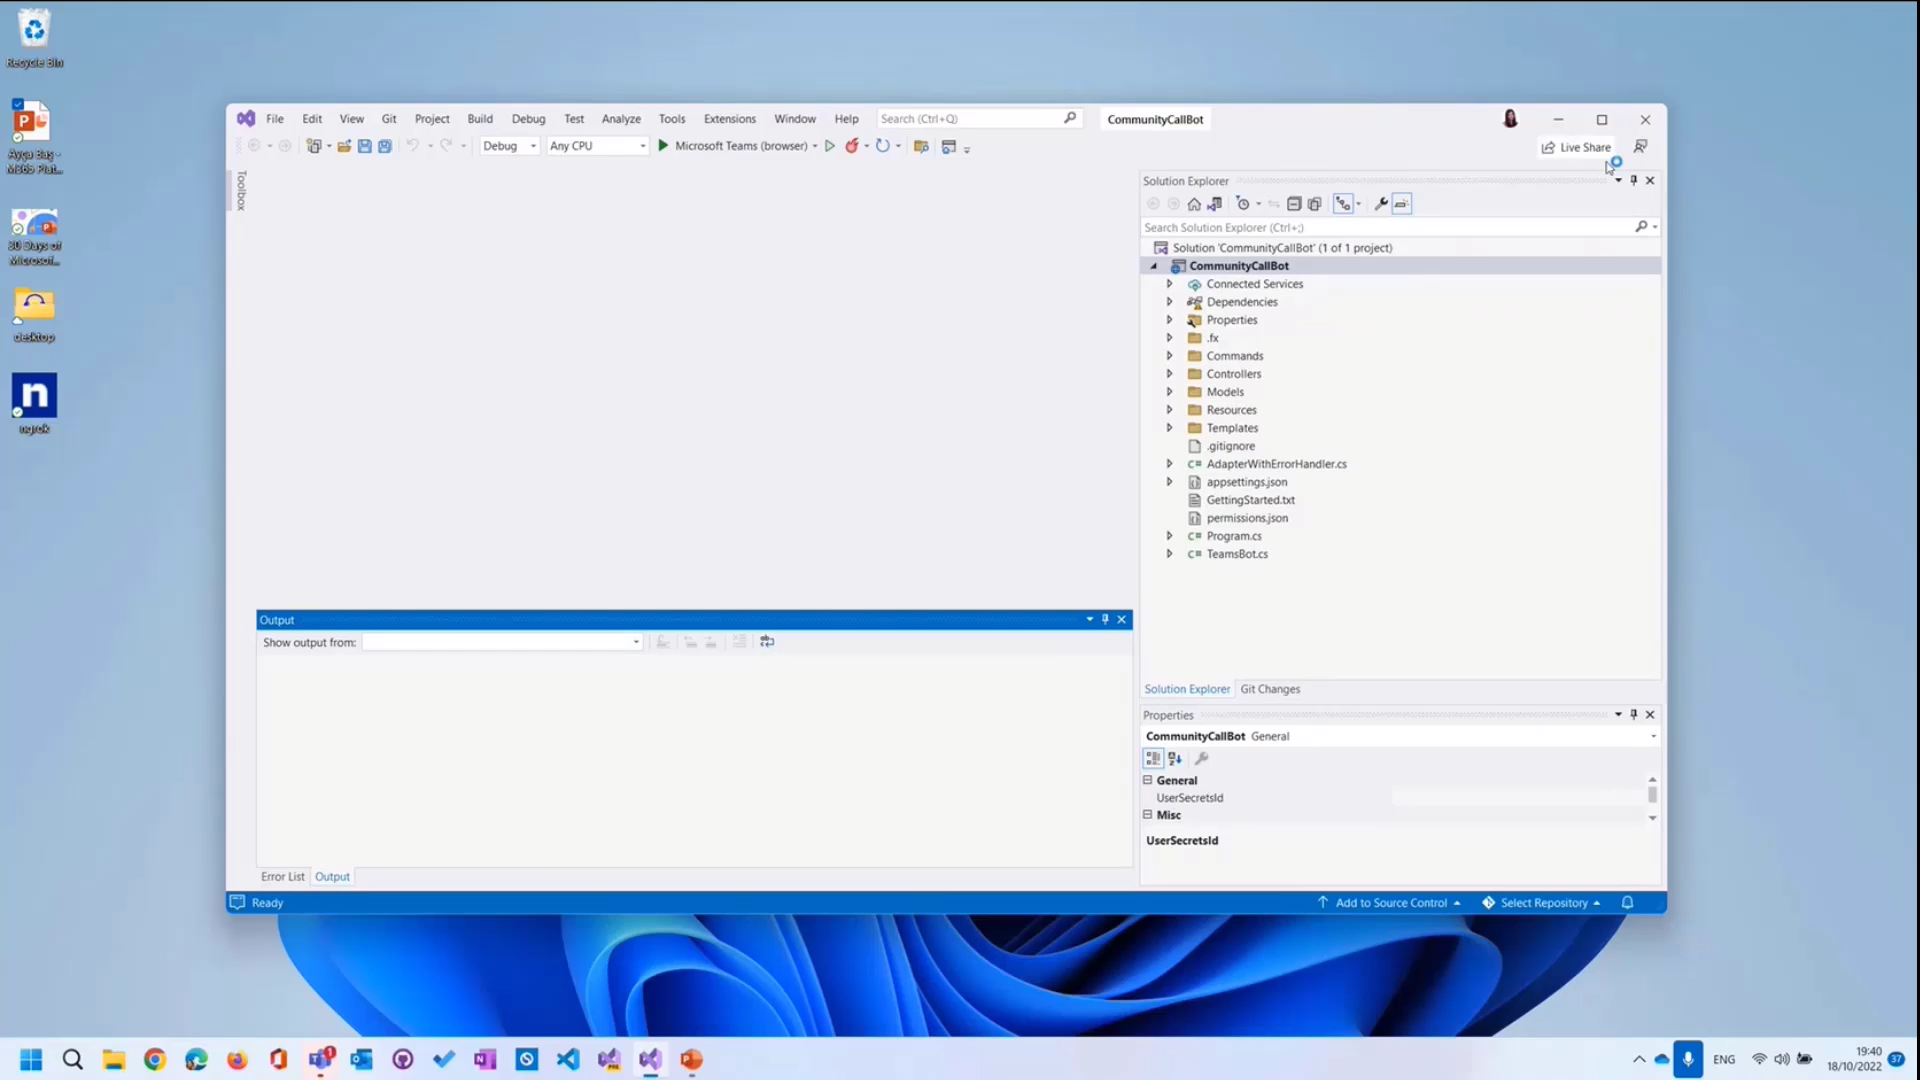 Recycle Bin
Ayça Baş -
M365 Plat...
30 Days of
Microsof...
desktop
n
ngrok
File Edit View Git Project Build Debug Test Analyze Tools Extensions Window Help Search (Ctrl+Q) CommunityCallBot
Debug Any CPU Microsoft Teams (browser) Live Share
Toolbox
Solution Explorer
Search Solution Explorer (Ctrl+;)
Solution 'CommunityCallBot' (1 of 1 project)
CommunityCallBot
Connected Services
Dependencies
Properties
.fx
Commands
Controllers
Models
Resources
Templates
.gitignore
C# AdapterWithErrorHandler.cs
appsettings.json
GettingStarted.txt
permissions.json
C# Program.cs
C# TeamsBot.cs
Output
Show output from:
Error List Output
Solution Explorer Git Changes
Properties
CommunityCallBot General
General
UserSecretsId
Misc
UserSecretsId
Ready Add to Source Control Select Repository
ENG 19:40
18/10/2022 37